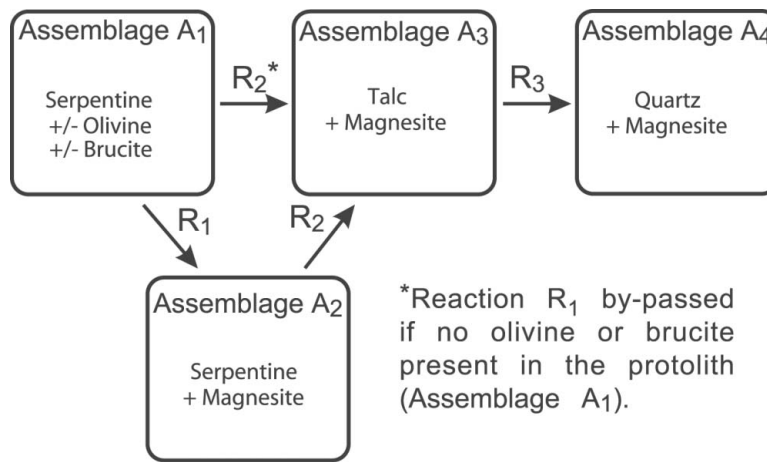 Assemblage A1
Serpentine
+/- Olivine
+/- Brucite
R2*
Assemblage A3
Talc
+ Magnesite
R3
Assemblage A4
Quartz
+ Magnesite
R1
R2
Assemblage A2
Serpentine
+ Magnesite
*Reaction R1 by-passed
if no olivine or brucite
present in the protolith
(Assemblage A1).